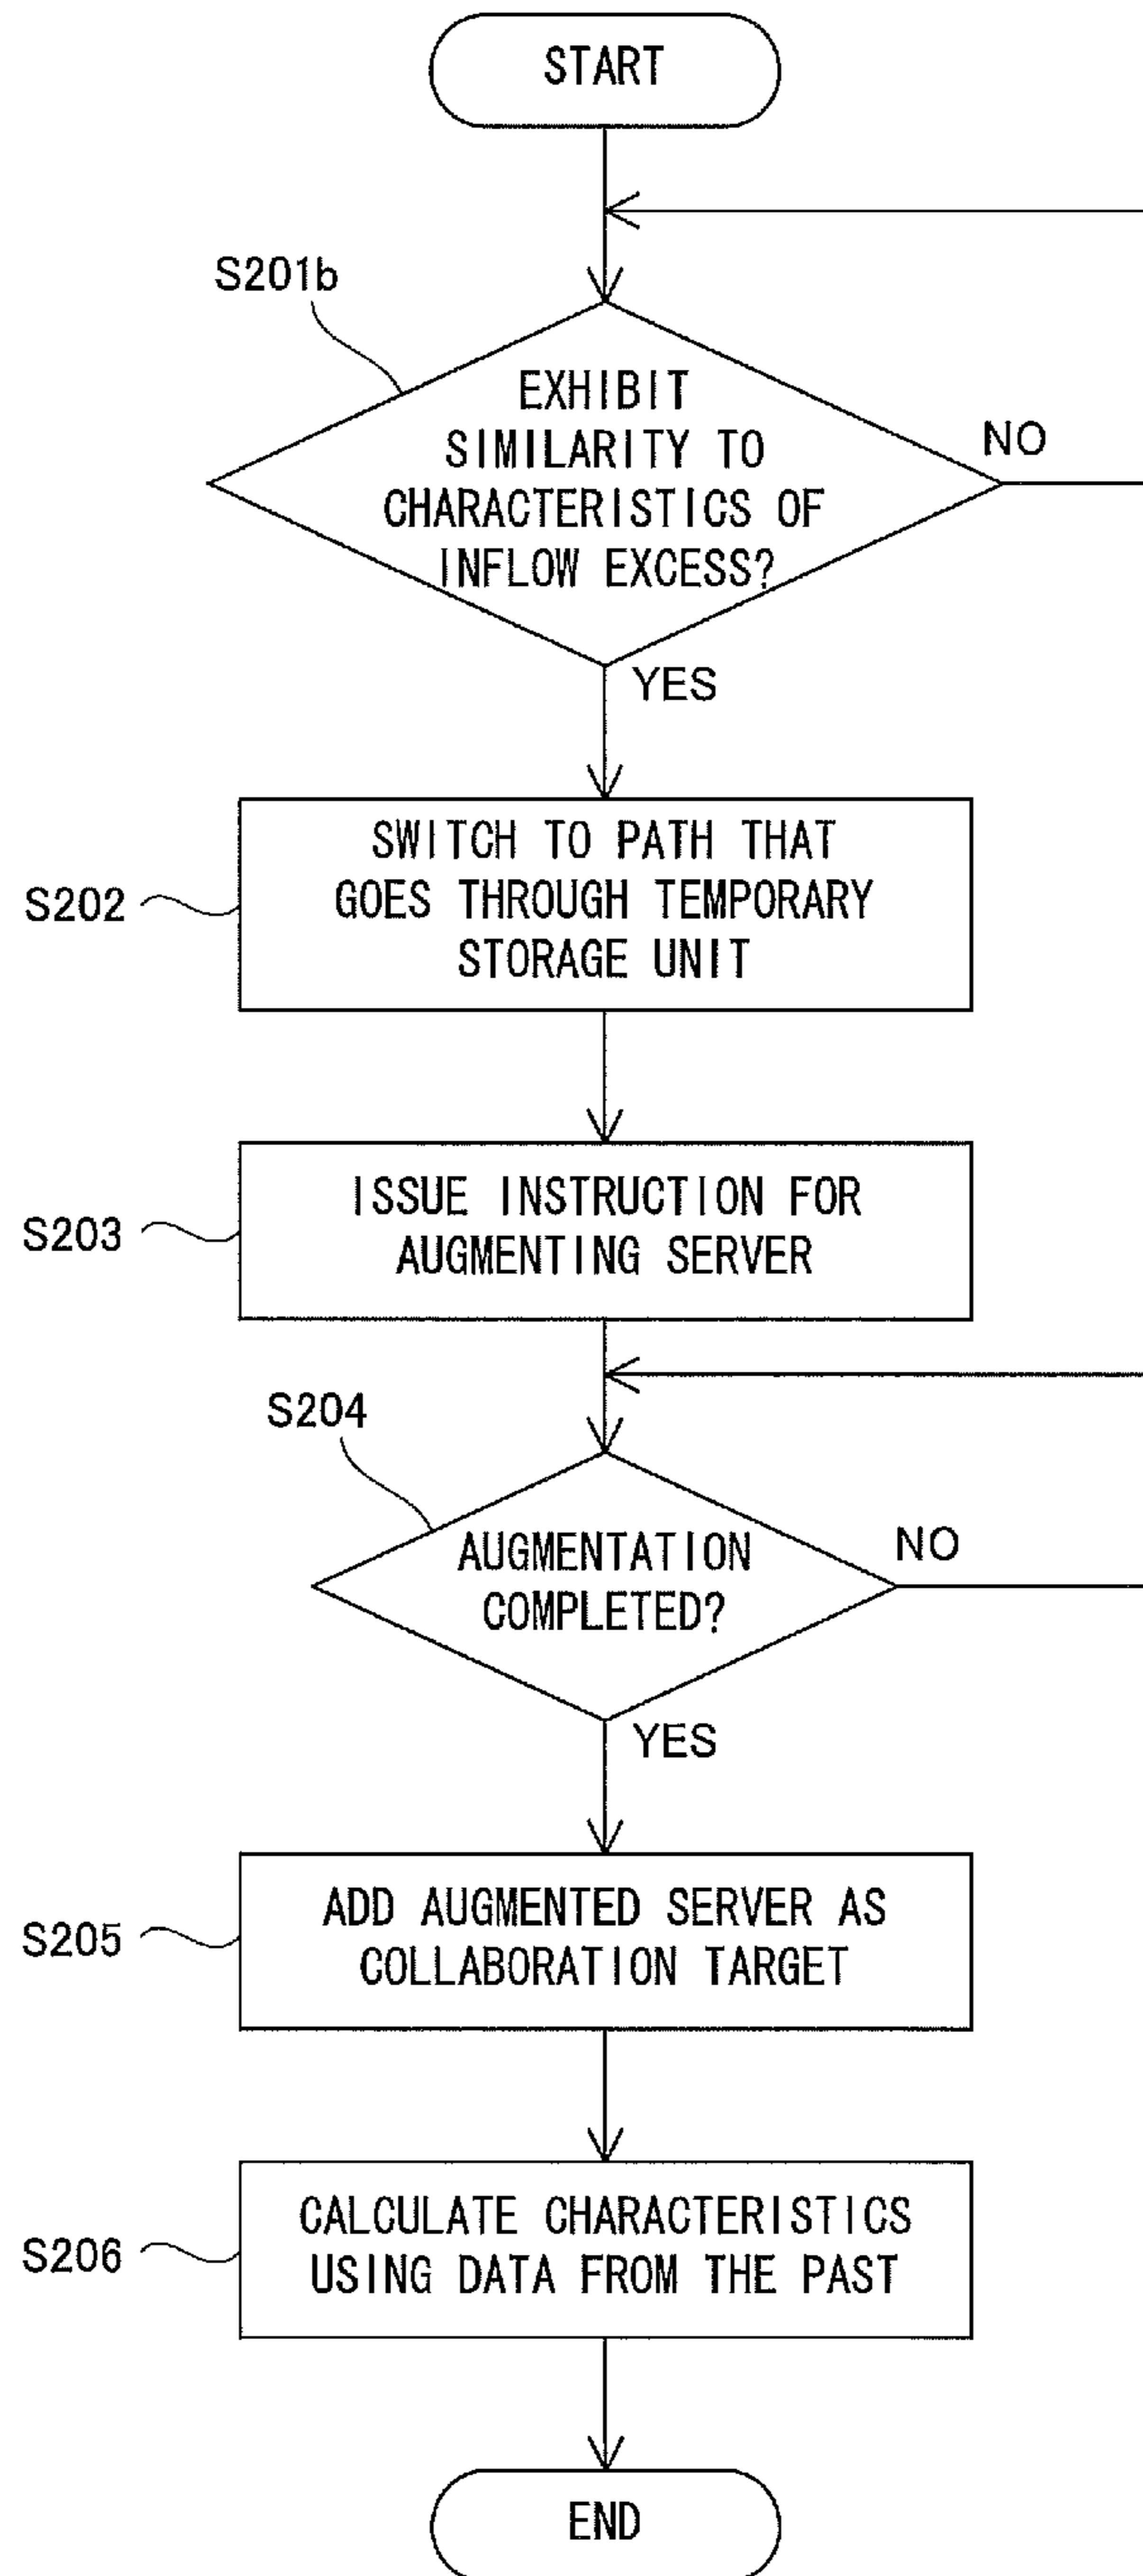 START
S201b
EXHIBIT
SIMILARITY TO
CHARACTERISTICS OF
INFLOW EXCESS?
NO
YES
S202
SWITCH TO PATH THAT
GOES THROUGH TEMPORARY
STORAGE UNIT
S203
ISSUE INSTRUCTION FOR
AUGMENTING SERVER
S204
AUGMENTATION
COMPLETED?
NO
YES
S205
ADD AUGMENTED SERVER AS
COLLABORATION TARGET
S206
CALCULATE CHARACTERISTICS
USING DATA FROM THE PAST
END